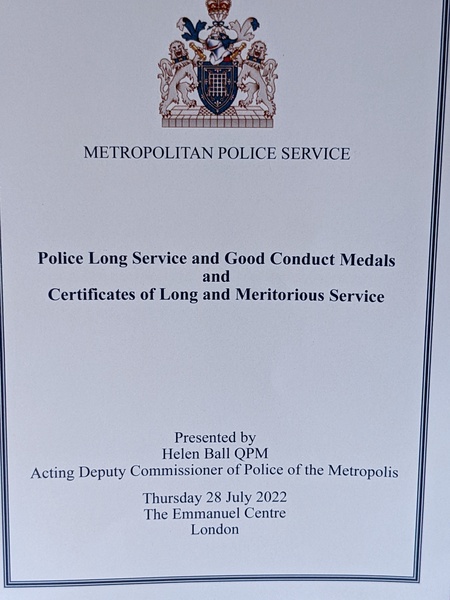 METROPOLITAN POLICE SERVICE
Police Long Service and Good Conduct Medals
and
Certificates of Long and Meritorious Service
Presented by
Helen Ball QPM
Acting Deputy Commissioner of Police of the Metropolis
Thursday 28 July 2022
The Emmanuel Centre
London